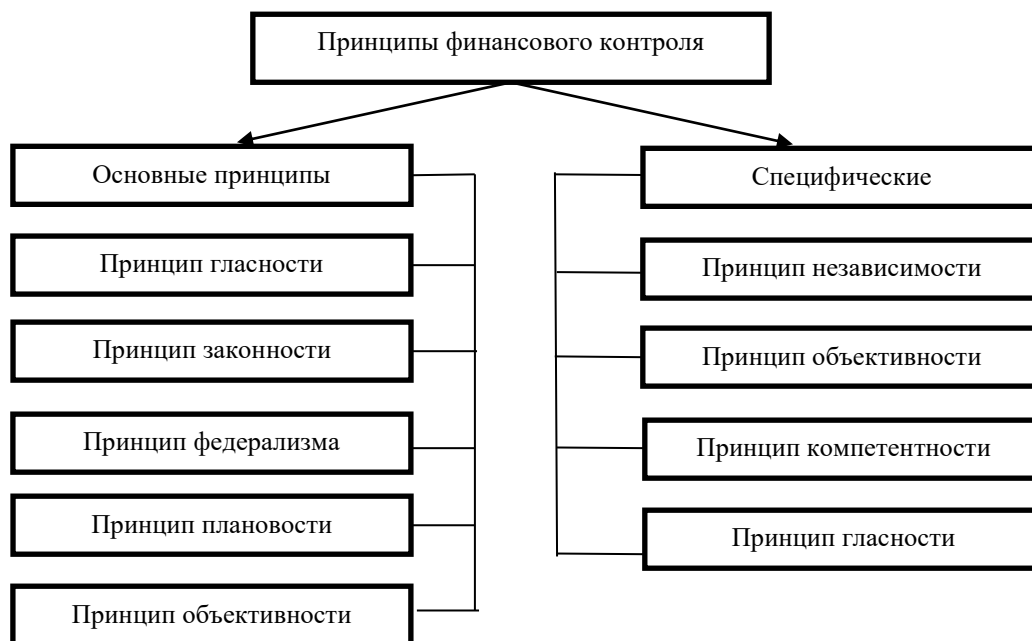 Принципы финансового контроля
Основные принципы
Принцип гласности
Принцип законности
Принцип федерализма
Принцип плановости
Принцип объективности
Специфические
Принцип независимости
Принцип объективности
Принцип компетентности
Принцип гласности